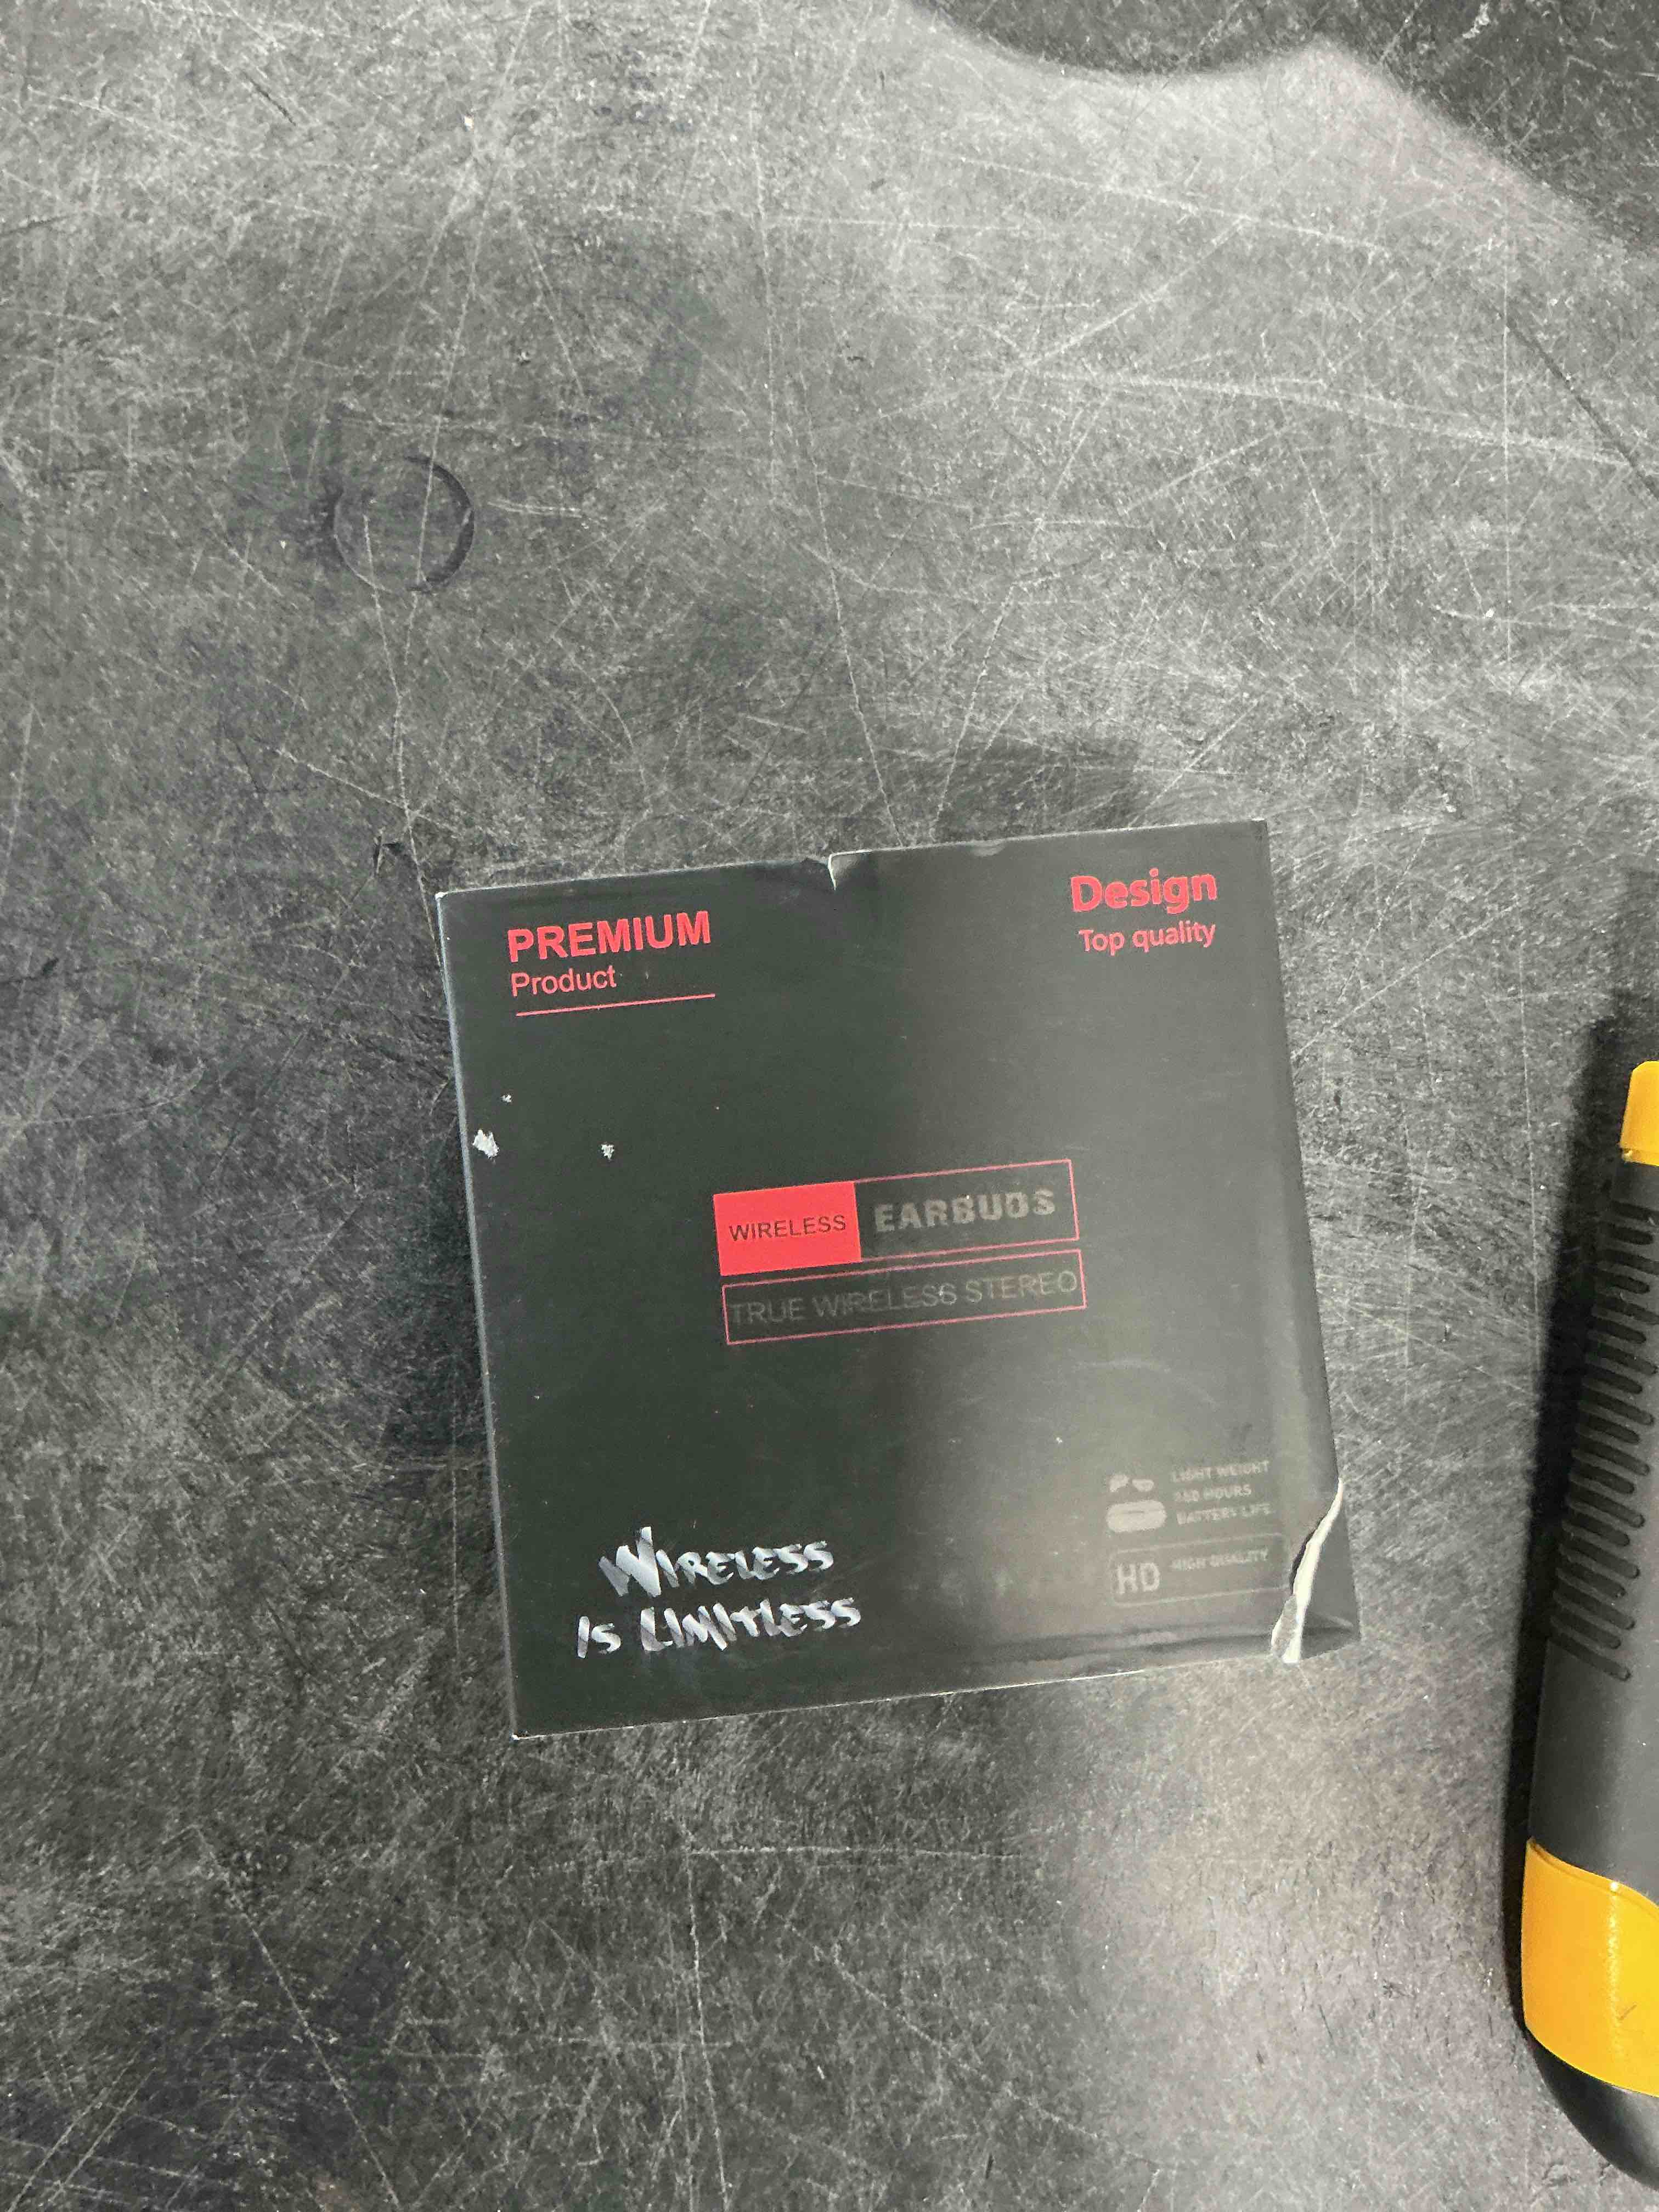 PREMIUM
Product
Design
Top quality
WIRELESS EARBUDS
TRUE WIRELESS STEREO
LIGHT WEIGHT
HOURS
BATTERY LIFE
HD HIGH QUALITY
WIRELESS
IS LIMITLESS